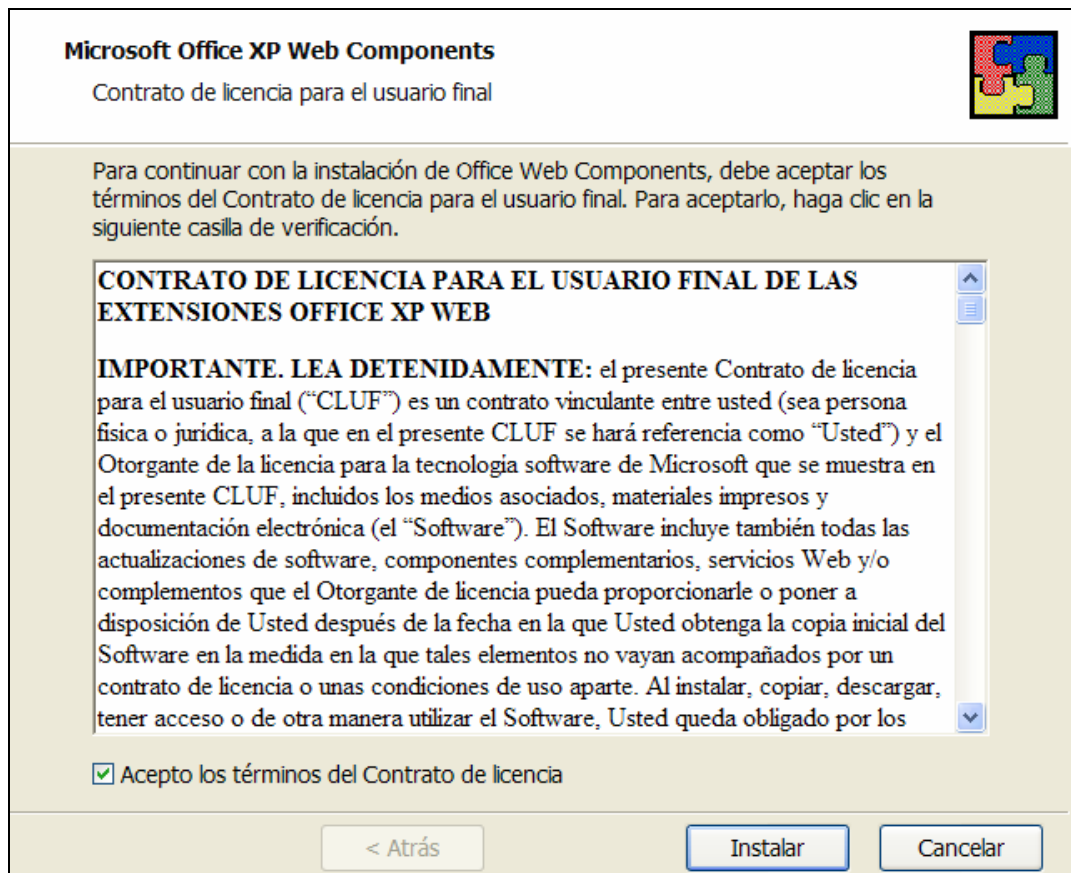 Microsoft Office XP Web Components
Contrato de licencia para el usuario final
Para continuar con la instalación de Office Web Components, debe aceptar los
términos del Contrato de licencia para el usuario final. Para aceptarlo, haga clic en la
siguiente casilla de verificación.
CONTRATO DE LICENCIA PARA EL USUARIO FINAL DE LAS
EXTENSIONES OFFICE XP WEB
IMPORTANTE. LEA DETENIDAMENTE: el presente Contrato de licencia
para el usuario final (“CLUF”) es un contrato vinculante entre usted (sea persona
física o jurídica, a la que en el presente CLUF se hará referencia como “Usted”) y el
Otorgante de la licencia para la tecnología software de Microsoft que se muestra en
el presente CLUF, incluidos los medios asociados, materiales impresos y
documentación electrónica (el “Software”). El Software incluye también todas las
actualizaciones de software, componentes complementarios, servicios Web y/o
complementos que el Otorgante de licencia pueda proporcionarle o poner a
disposición de Usted después de la fecha en la que Usted obtenga la copia inicial del
Software en la medida en la que tales elementos no vayan acompañados por un
contrato de licencia o unas condiciones de uso aparte. Al instalar, copiar, descargar,
tener acceso o de otra manera utilizar el Software, Usted queda obligado por los
Acepto los términos del Contrato de licencia
< Atrás
Instalar
Cancelar